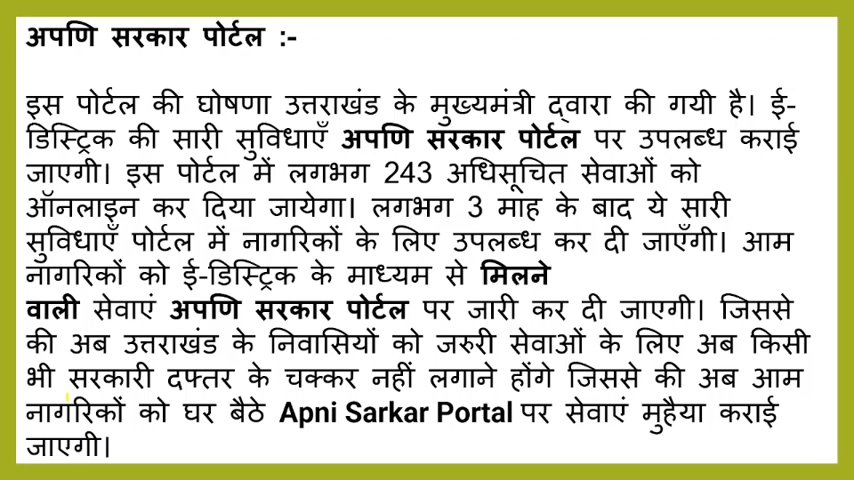 अपणि सरकार पोर्टल :-
इस पोर्टल की घोषणा उत्तराखंड के मुख्यमंत्री द्वारा की गयी है। ई-
डिस्ट्रिक की सारी सुविधाएँ अपणि सरकार पोर्टल पर उपलब्ध कराई
जाएगी। इस पोर्टल में लगभग 243 अधिसूचित सेवाओं को
ऑनलाइन कर दिया जायेगा। लगभग 3 माह के बाद ये सारी
सुविधाएँ पोर्टल में नागरिकों के लिए उपलब्ध कर दी जाएँगी। आम
नागरिकों को ई-डिस्ट्रिक के माध्यम से मिलने
वाली सेवाएं अपणि सरकार पोर्टल पर जारी कर दी जाएगी। जिससे
की अब उत्तराखंड के निवासियों को जरुरी सेवाओं के लिए अब किसी
भी सरकारी दफ्तर के चक्कर नहीं लगाने होंगे जिससे की अब आम
नागरिकों को घर बैठे Apni Sarkar Portal पर सेवाएं मुहैया कराई
जाएगी।